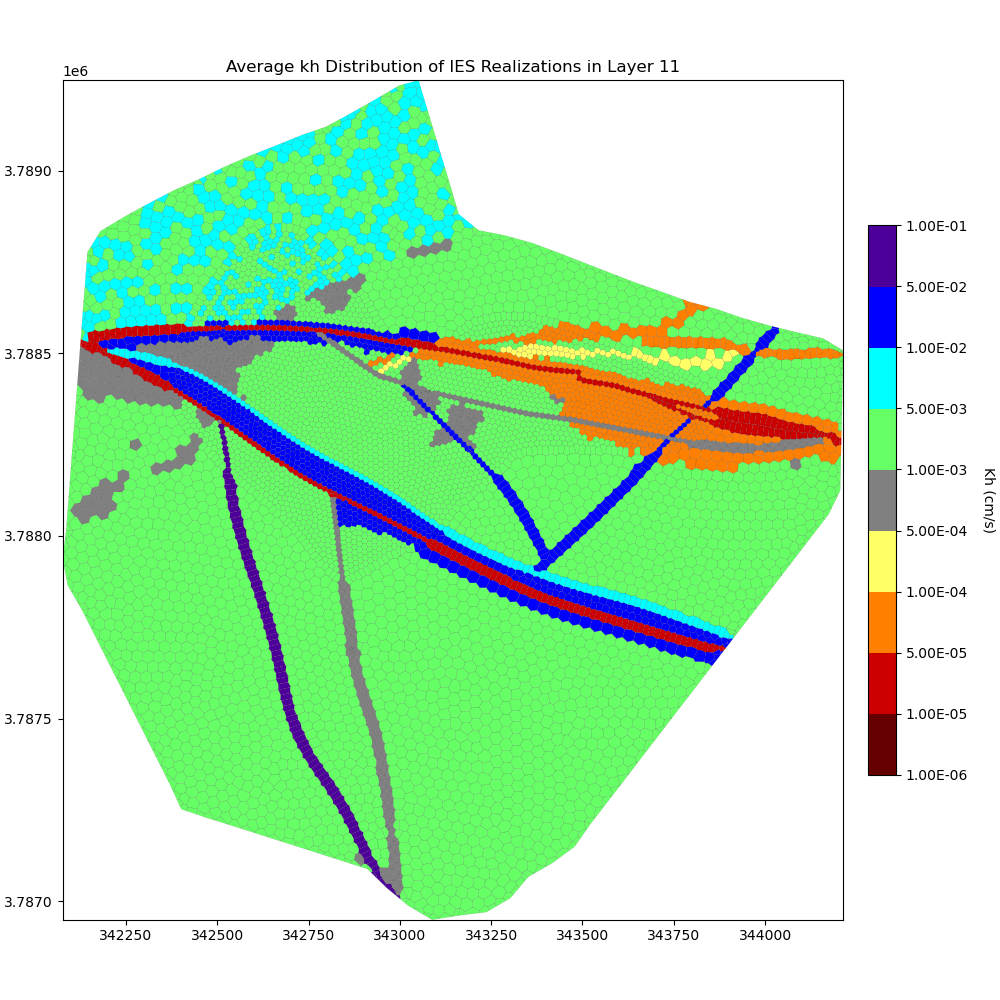 Average kh Distribution of IES Realizations in Layer 11
1e6
3.7890
3.7885
3.7880
3.7875
3.7870
342250 342500 342750 343000 343250 343500 343750 344000
1.00E-01
5.00E-02
1.00E-02
5.00E-03
1.00E-03
5.00E-04
1.00E-04
5.00E-05
1.00E-05
1.00E-06
Kh (cm/s)